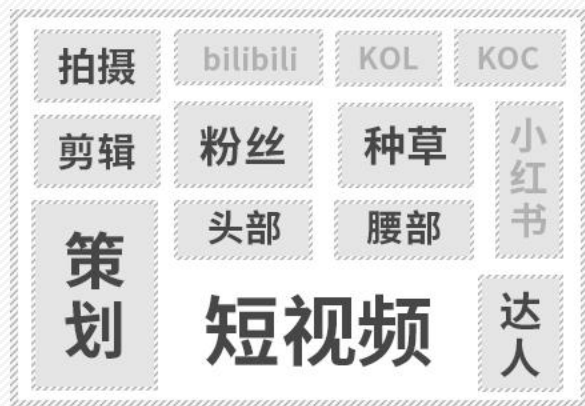 拍摄
bilibili
KOL
KOC
剪辑
粉丝
种草
小
红
书
头部
腰部
策
划
短视频
达
人